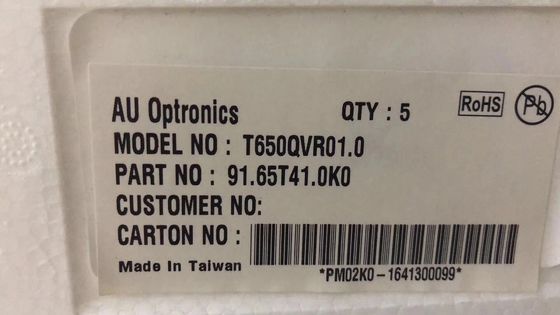 AU Optronics QTY : 5 RoHS Pb
MODEL NO : T650QVR01.0
PART NO : 91.65T41.0K0
CUSTOMER NO:
CARTON NO :
Made In Taiwan
*PM02K0-1641300099*